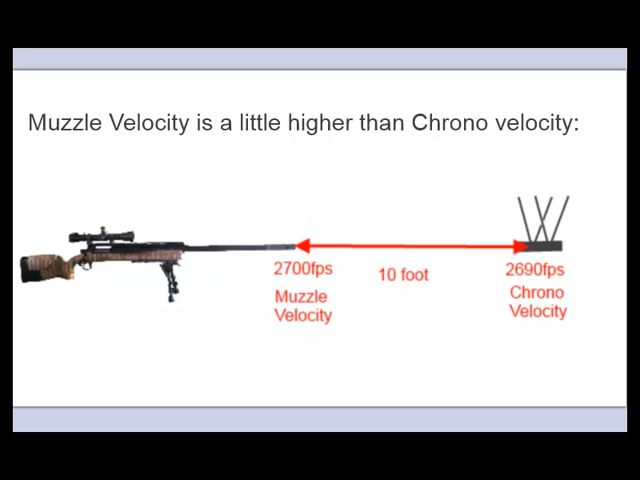 Muzzle Velocity is a little higher than Chrono velocity:
2700fps
10 foot
2690fps
Muzzle
Velocity
Chrono
Velocity